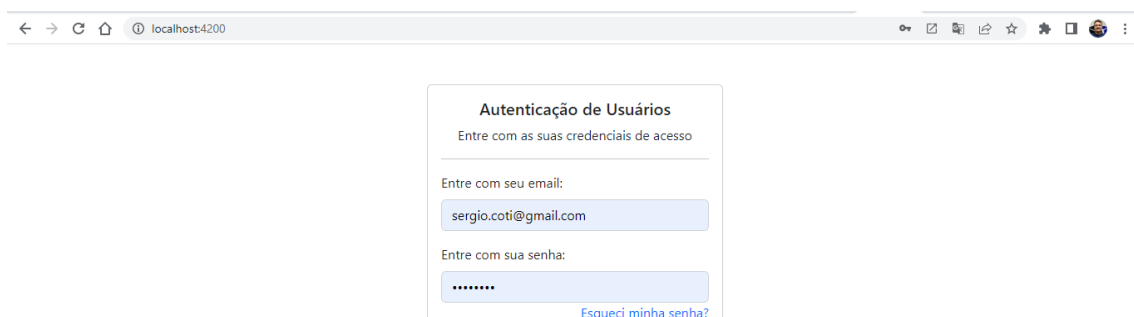 localhost:4200
Autenticação de Usuários
Entre com as suas credenciais de acesso
Entre com seu email:
sergio.coti@gmail.com
Entre com sua senha:
••••••••
Esqueci minha senha?